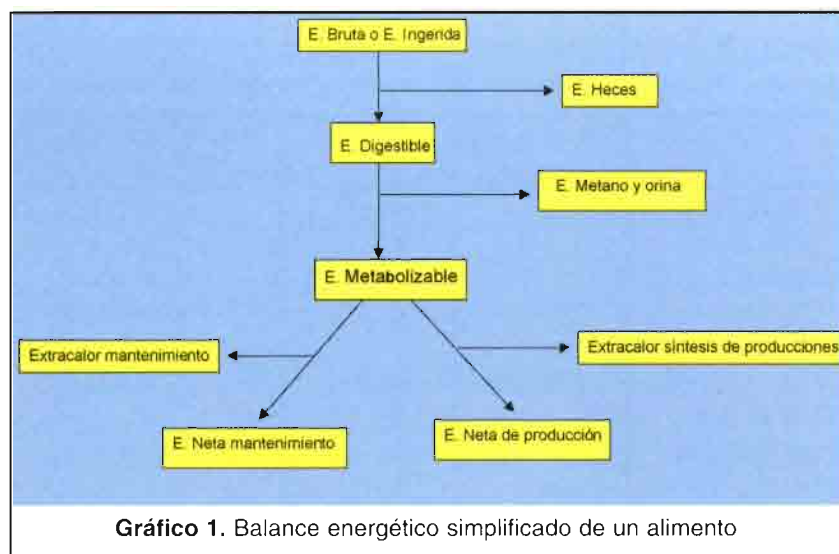 E. Bruta o E. Ingerida
E. Heces
E. Digestible
E. Metano y orina
E. Metabolizable
Extracalor mantenimiento
Extracalor síntesis de producciones
E. Neta mantenimiento
E. Neta de producción
Gráfico 1. Balance energético simplificado de un alimento